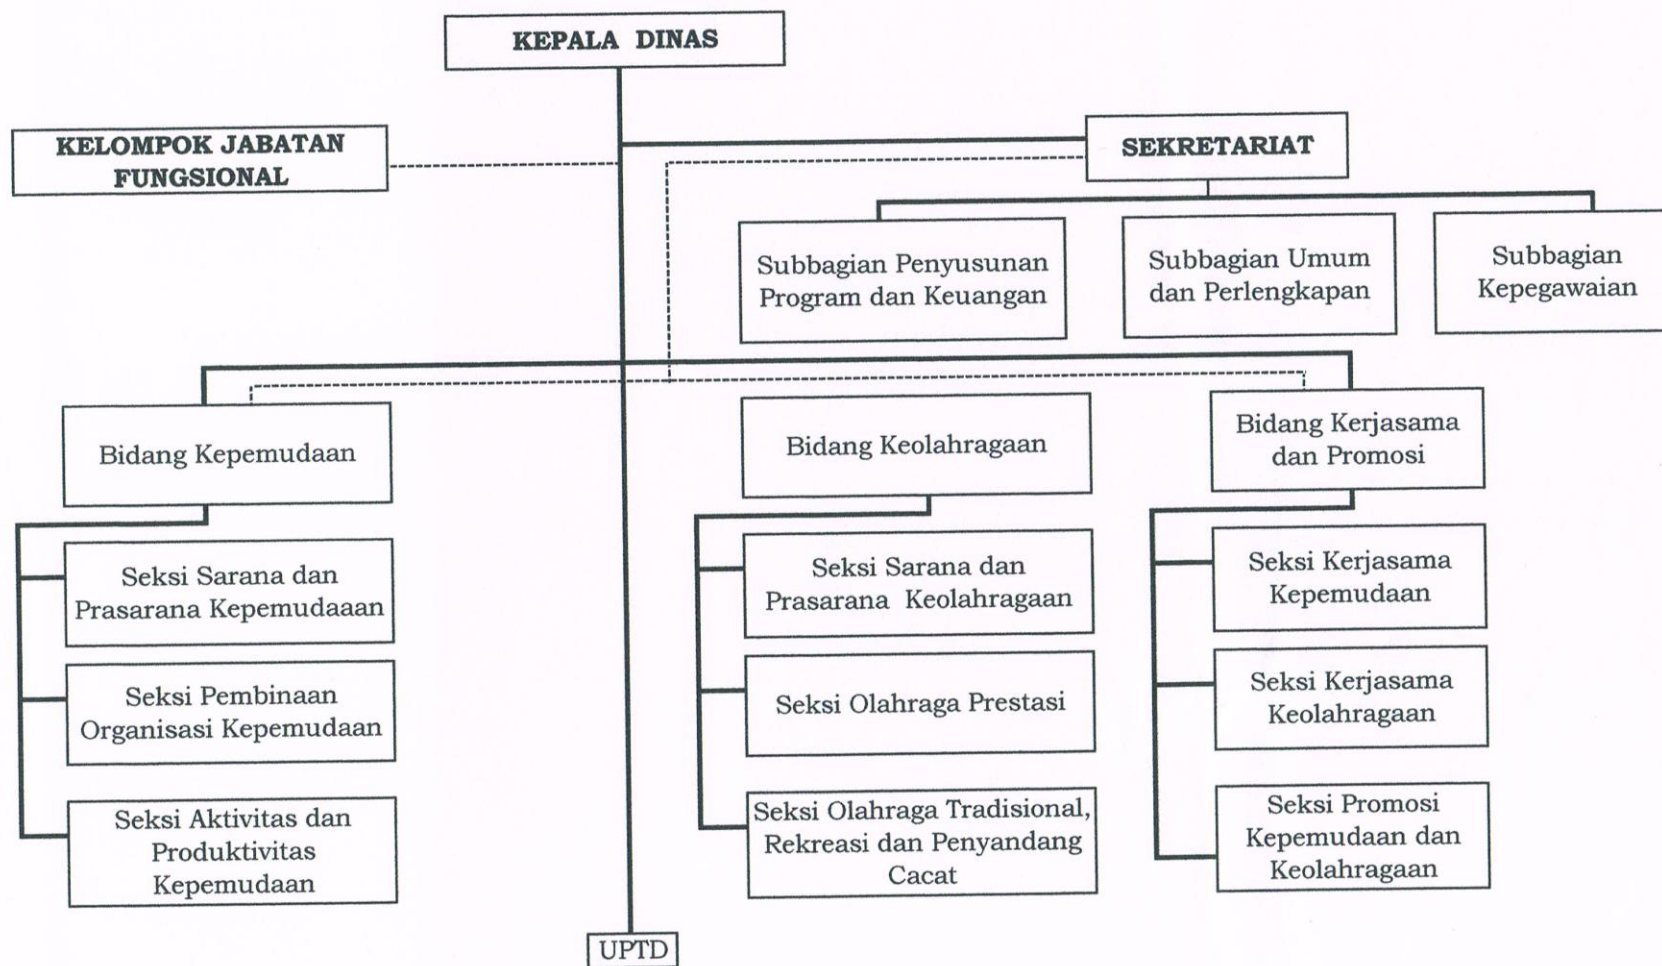 KEPALA DINAS
KELOMPOK JABATAN
FUNGSIONAL
SEKRETARIAT
Subbagian Penyusunan
Program dan Keuangan
Subbagian Umum
dan Perlengkapan
Subbagian
Kepegawaian
Bidang Kepemudaan
Bidang Keolahragaan
Bidang Kerjasama
dan Promosi
Seksi Sarana dan
Prasarana Kepemudaaan
Seksi Pembinaan
Organisasi Kepemudaan
Seksi Aktivitas dan
Produktivitas
Kepemudaan
Seksi Sarana dan
Prasarana Keolahragaan
Seksi Olahraga Prestasi
Seksi Olahraga Tradisional,
Rekreasi dan Penyandang
Cacat
Seksi Kerjasama
Kepemudaan
Seksi Kerjasama
Keolahragaan
Seksi Promosi
Kepemudaan dan
Keolahragaan
UPTD